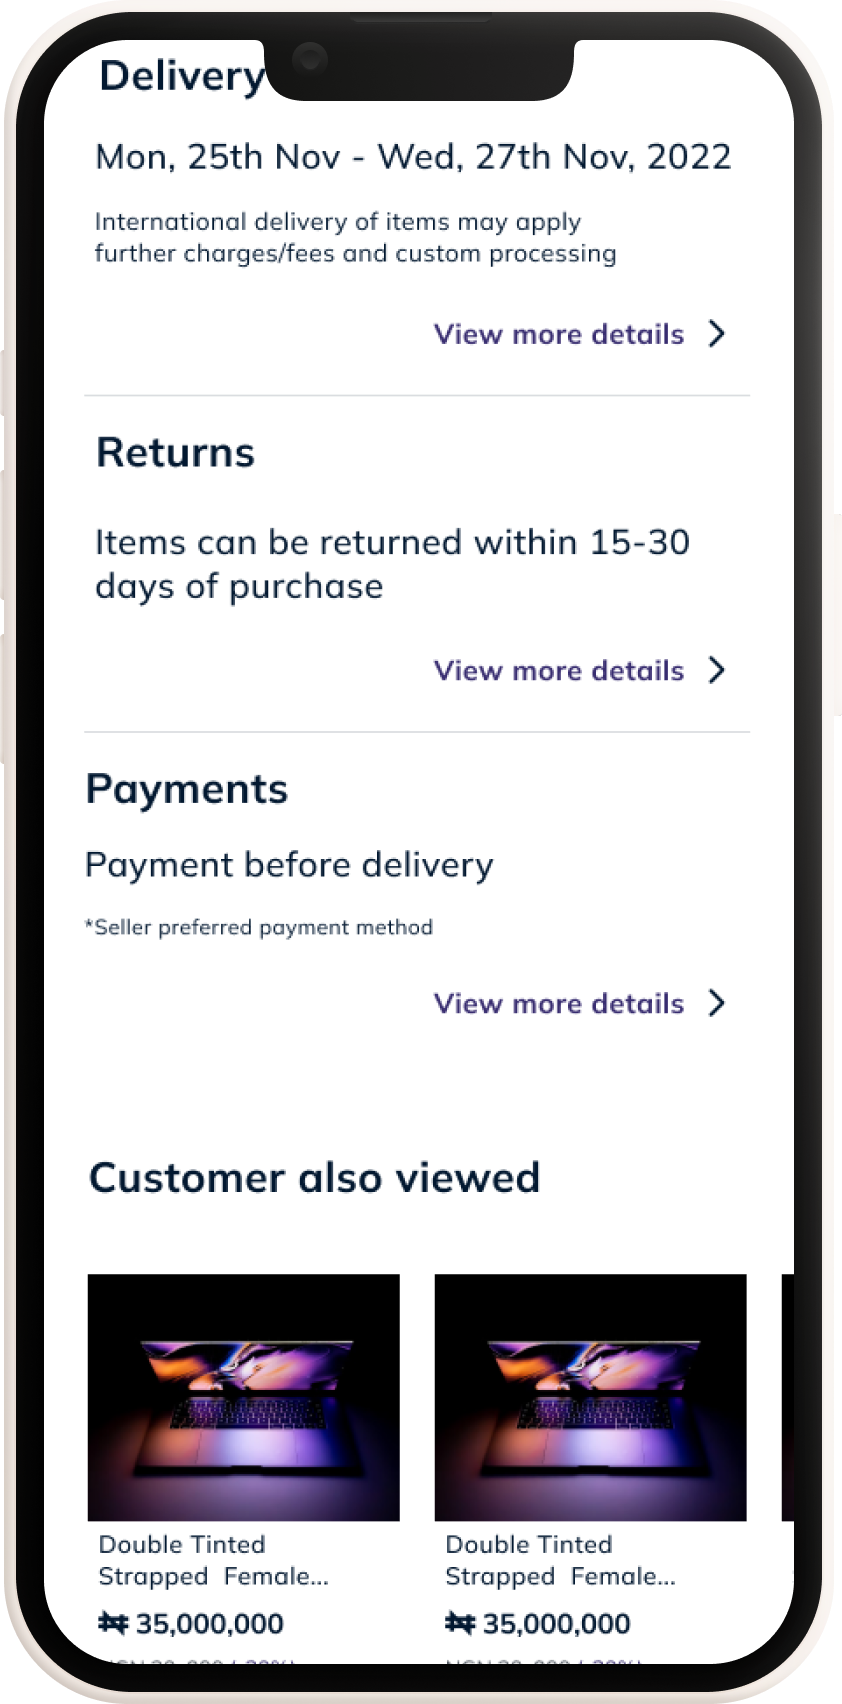 Delivery
Mon, 25th Nov - Wed, 27th Nov, 2022
International delivery of items may apply
further charges/fees and custom processing
View more details
Returns
Items can be returned within 15-30
days of purchase
View more details
Payments
Payment before delivery
*Seller preferred payment method
View more details
Customer also viewed
Double Tinted
Strapped Female...
₦ 35,000,000
Double Tinted
Strapped Female...
₦ 35,000,000